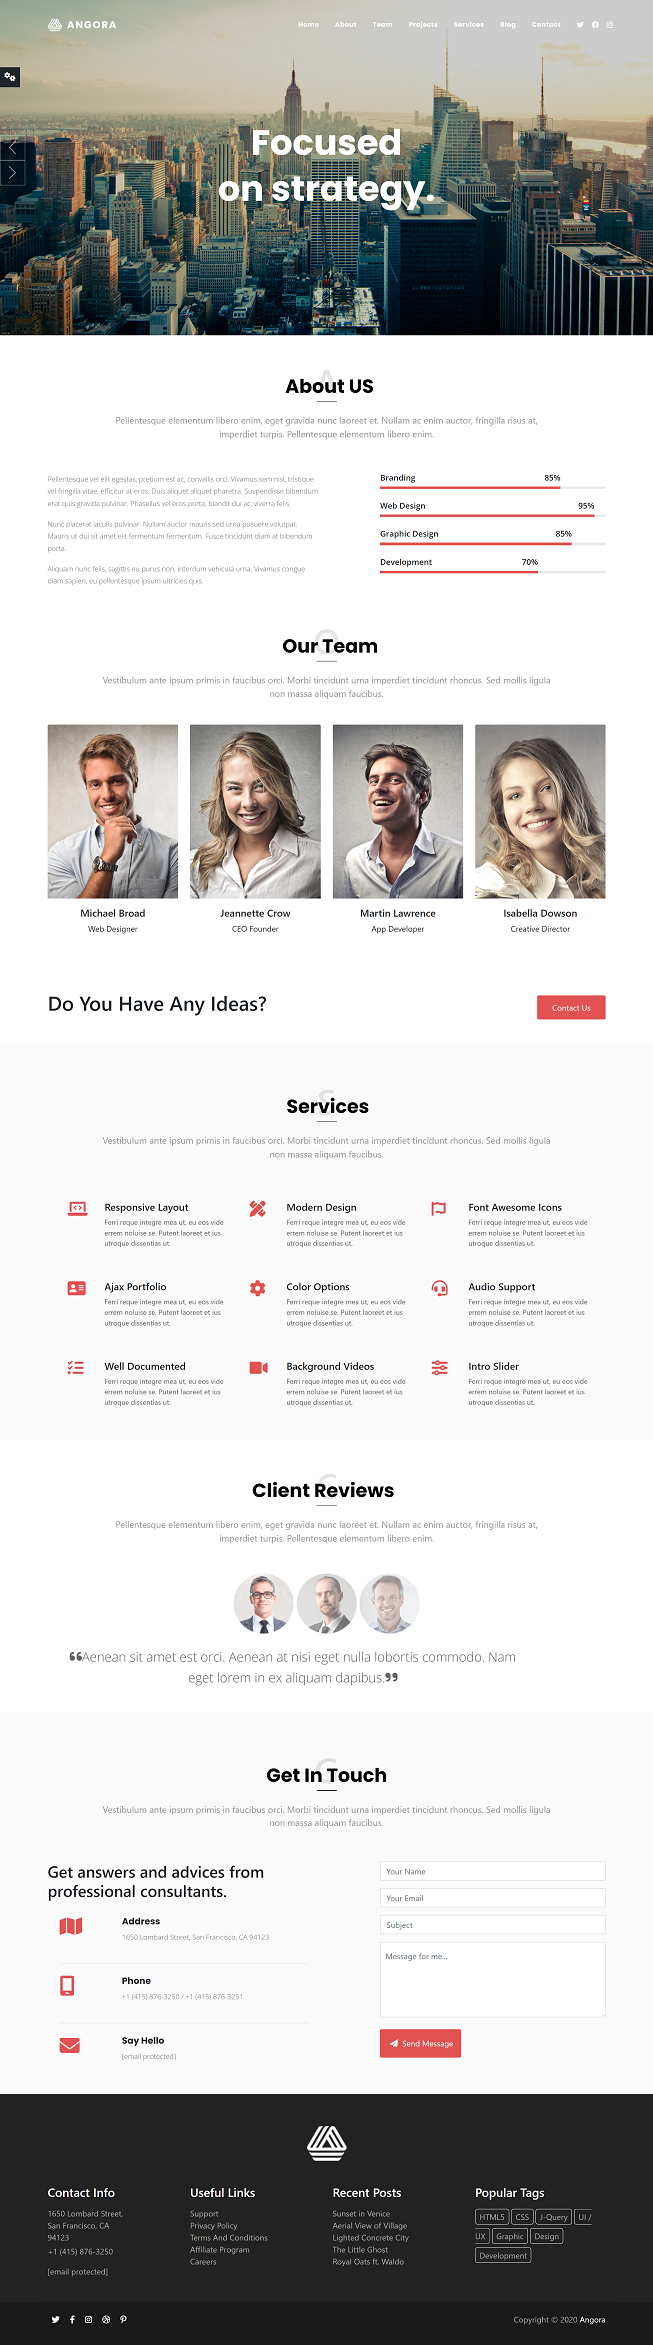 ANGORA
Home About Team Projects Services Blog Contact
Focused
on strategy.
A
About US
Pellentesque elementum libero enim, eget gravida nunc laoreet et. Nullam ac enim auctor, fringilla risus at,
imperdiet turpis. Pellentesque elementum libero enim.
Pellentesque vel elit egestas, pretium est ac, convallis orci. Vivamus sem nisl, tristique
vel fringilla vitae, efficitur at eros. Duis aliquet aliquet pharetra. Suspendisse bibendum
erat quis gravida pulvinar. Phasellus vel eros porta, blandit dui ac, viverra felis.
Nunc placerat iaculis pulvinar. Nullam auctor mauris sed urna posuere volutpat.
Mauris ut dui sit amet elit fermentum fermentum. Fusce tincidunt diam at bibendum
porta.
Aliquam nunc felis, sagittis eu purus non, interdum vehicula urna. Vivamus congue
diam sapien, eu pellentesque ipsum ultricies quis.
Branding 85%
Web Design 95%
Graphic Design 85%
Development 70%
O
Our Team
Vestibulum ante ipsum primis in faucibus orci. Morbi tincidunt urna imperdiet tincidunt rhoncus. Sed mollis ligula
non massa aliquam faucibus.
Michael Broad
Web Designer
Jeannette Crow
CEO Founder
Martin Lawrence
App Developer
Isabella Dowson
Creative Director
Do You Have Any Ideas?
Contact Us
S
Services
Vestibulum ante ipsum primis in faucibus orci. Morbi tincidunt urna imperdiet tincidunt rhoncus. Sed mollis ligula
non massa aliquam faucibus.
Responsive Layout
Ferri reque integre mea ut, eu eos vide
errem noluise se. Putent laoreet et ius
utroque dissentias ut.
Modern Design
Ferri reque integre mea ut, eu eos vide
errem noluise se. Putent laoreet et ius
utroque dissentias ut.
Font Awesome Icons
Ferri reque integre mea ut, eu eos vide
errem noluise se. Putent laoreet et ius
utroque dissentias ut.
Ajax Portfolio
Ferri reque integre mea ut, eu eos vide
errem noluise se. Putent laoreet et ius
utroque dissentias ut.
Color Options
Ferri reque integre mea ut, eu eos vide
errem noluise se. Putent laoreet et ius
utroque dissentias ut.
Audio Support
Ferri reque integre mea ut, eu eos vide
errem noluise se. Putent laoreet et ius
utroque dissentias ut.
Well Documented
Ferri reque integre mea ut, eu eos vide
errem noluise se. Putent laoreet et ius
utroque dissentias ut.
Background Videos
Ferri reque integre mea ut, eu eos vide
errem noluise se. Putent laoreet et ius
utroque dissentias ut.
Intro Slider
Ferri reque integre mea ut, eu eos vide
errem noluise se. Putent laoreet et ius
utroque dissentias ut.
C
Client Reviews
Pellentesque elementum libero enim, eget gravida nunc laoreet et. Nullam ac enim auctor, fringilla risus at,
imperdiet turpis. Pellentesque elementum libero enim.
❝Aenean sit amet est orci. Aenean at nisi eget nulla lobortis commodo. Nam
eget lorem in ex aliquam dapibus.❞
G
Get In Touch
Vestibulum ante ipsum primis in faucibus orci. Morbi tincidunt urna imperdiet tincidunt rhoncus. Sed mollis ligula
non massa aliquam faucibus.
Get answers and advices from
professional consultants.
Address
1650 Lombard Street, San Francisco, CA 94123
Phone
+1 (415) 876-3250 / +1 (415) 876-3251
Say Hello
[email protected]
Your Name
Your Email
Subject
Message for me...
Send Message
Contact Info
1650 Lombard Street,
San Francisco, CA
94123
+1 (415) 876-3250
[email protected]
Useful Links
Support
Privacy Policy
Terms And Conditions
Affiliate Program
Careers
Recent Posts
Sunset in Venice
Aerial View of Village
Lighted Concrete City
The Little Ghost
Royal Oats ft. Waldo
Popular Tags
HTML5 CSS J-Query UI /
UX Graphic Design
Development
Copyright © 2020 Angora